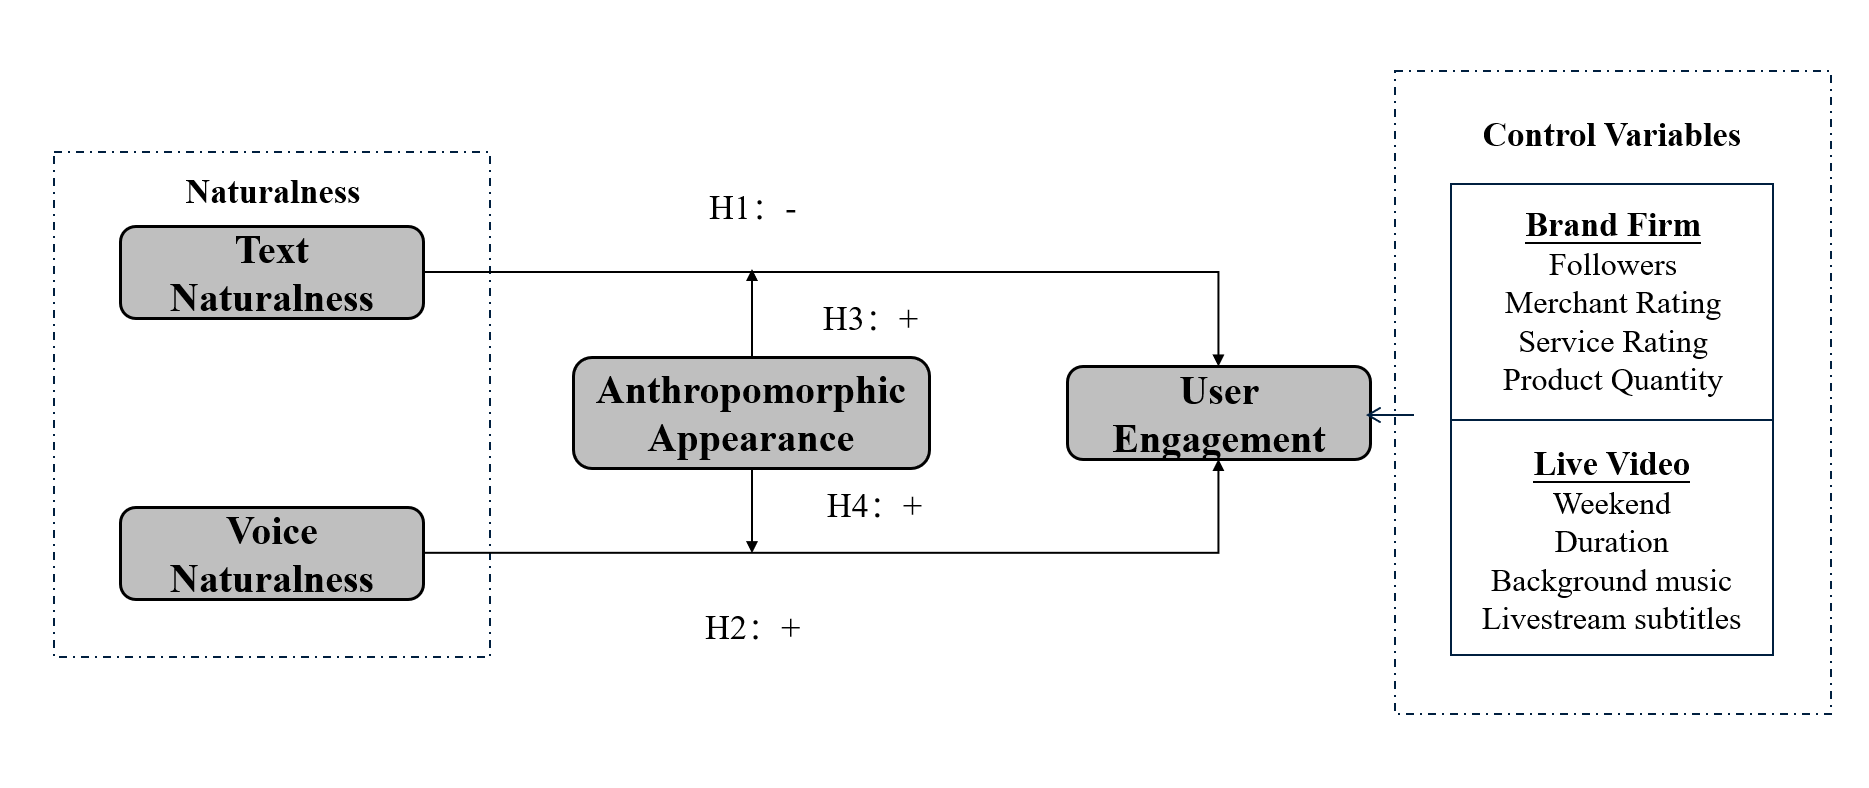 Naturalness
Text
Naturalness
Voice
Naturalness
H1：-
H3：+
Anthropomorphic
Appearance
H4：+
H2：+
User
Engagement
Control Variables
Brand Firm
Followers
Merchant Rating
Service Rating
Product Quantity
Live Video
Weekend
Duration
Background music
Livestream subtitles